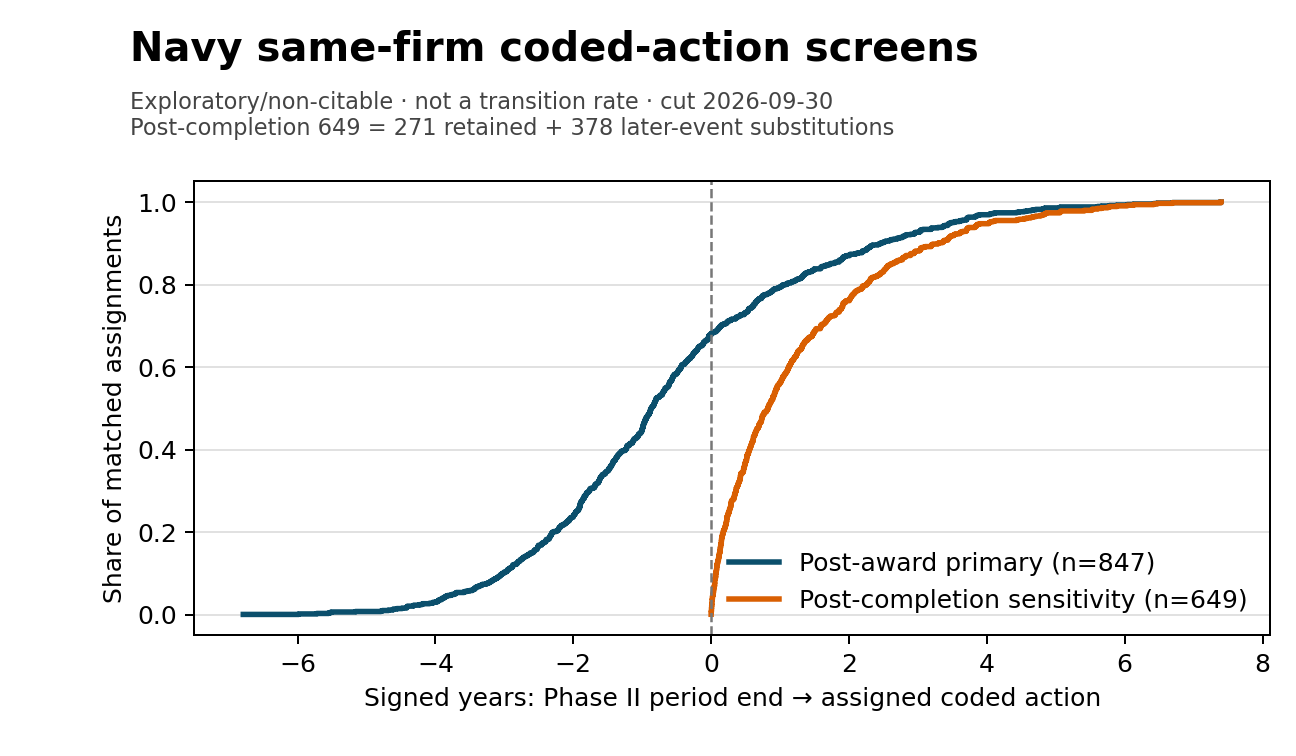 Navy same-firm coded-action screens
Exploratory/non-citable · not a transition rate · cut 2026-09-30
Post-completion 649 = 271 retained + 378 later-event substitutions
Share of matched assignments
1.0
0.8
0.6
0.4
0.2
0.0
Post-award primary (n=847)
Post-completion sensitivity (n=649)
−6
−4
−2
0
2
4
6
8
Signed years: Phase II period end → assigned coded action